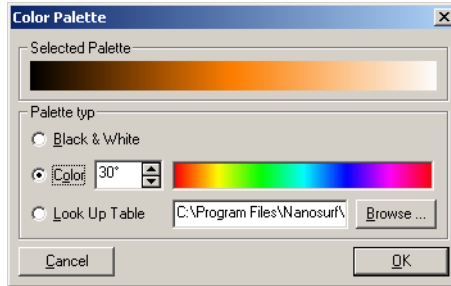 Color Palette
Selected Palette
Palette typ
Black & White
Color 30°
Look Up Table C:\Program Files\Nanosurf\ Browse ...
Cancel OK